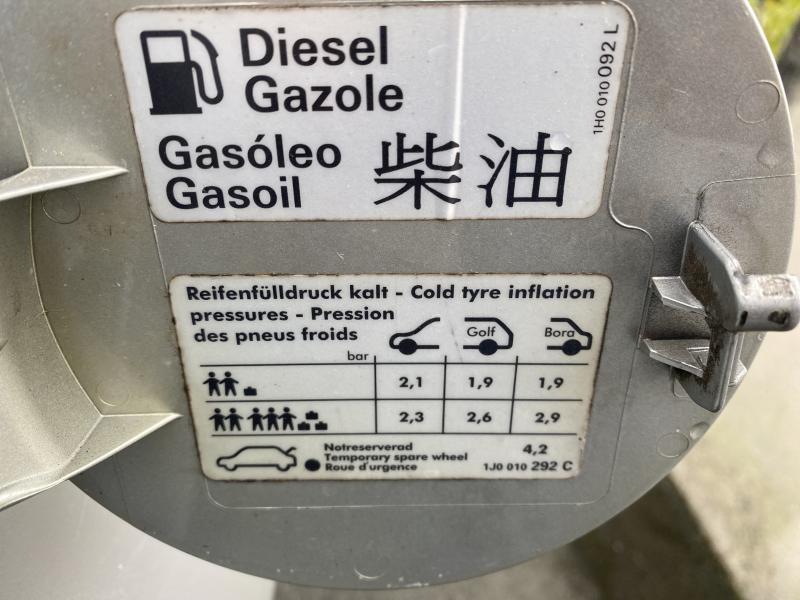 Diesel
Gazole
Gasóleo
Gasoil
柴油
1H0 010 092 L
Reifenfülldruck kalt - Cold tyre inflation
pressures - Pression
des pneus froids
Golf
Bora
bar
2,1 1,9 1,9
2,3 2,6 2,9
Notreserverad
Temporary spare wheel
Roue d'urgence
4,2
1J0 010 292 C